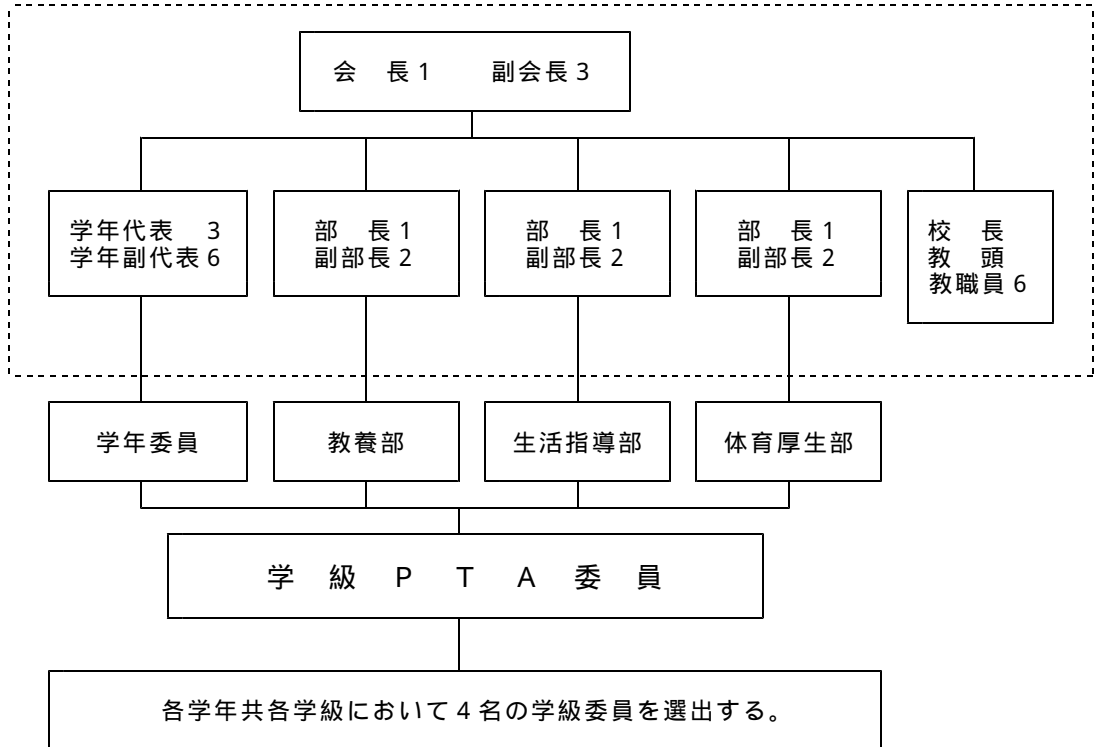 会　長１　　副会長３
学年代表　３
学年副代表６
部　長１
副部長２
部　長１
副部長２
部　長１
副部長２
校　長
教　頭
教職員６
学年委員
教養部
生活指導部
体育厚生部
学　級　Ｐ　Ｔ　Ａ　委　員
各学年共各学級において４名の学級委員を選出する。